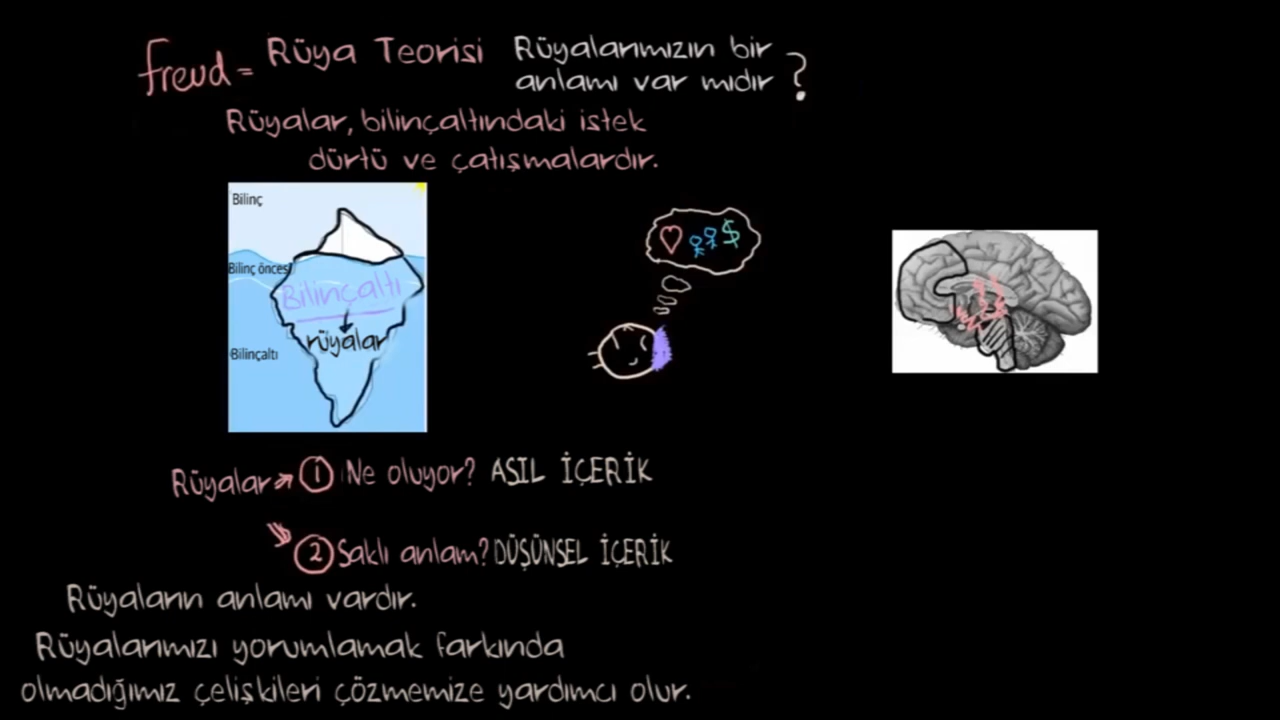 freud = Rüya Teorisi Rüyalarımızın bir
anlamı var mıdır ?
Rüyalar, bilinçaltındaki istek
dürtü ve çatışmalardır.
Bilinç
Bilinç öncesi
Bilinçaltı
rüyalar
Bilinçaltı
$
Rüyalar 1 Ne oluyor? ASIL İÇERİK
2 Saklı anlam? DÜŞÜNSEL İÇERİK
Rüyaların anlamı vardır.
Rüyalarımızı yorumlamak farkında
olmadığımız çelişkileri çözmemize yardımcı olur.